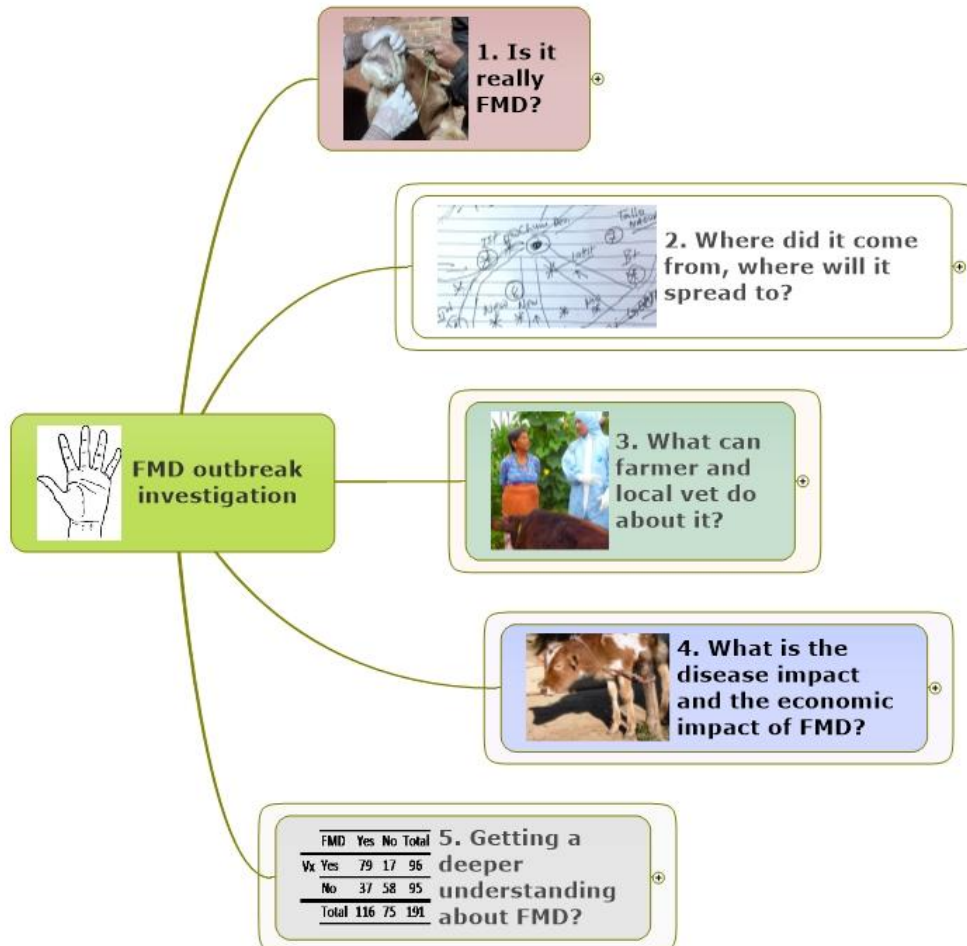 1. Is it
really
FMD?
2. Where did it come
from, where will it
spread to?
FMD outbreak
investigation
3. What can
farmer and
local vet do
about it?
4. What is the
disease impact
and the economic
impact of FMD?
FMD Yes No Total
Vx Yes 79 17 96
No 37 58 95
Total 116 75 191
5. Getting a
deeper
understanding
about FMD?